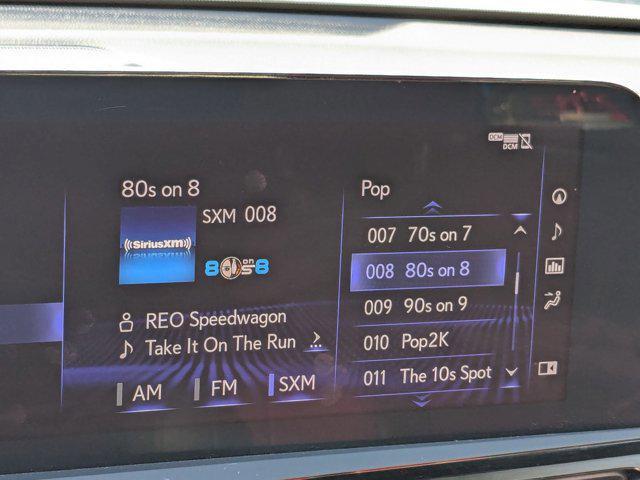 DCM
DCM
80s on 8
SXM 008
((SiriusXM))
8 on 8
REO Speedwagon
Take It On The Run
AM FM SXM
Pop
007 70s on 7
008 80s on 8
009 90s on 9
010 Pop2K
011 The 10s Spot